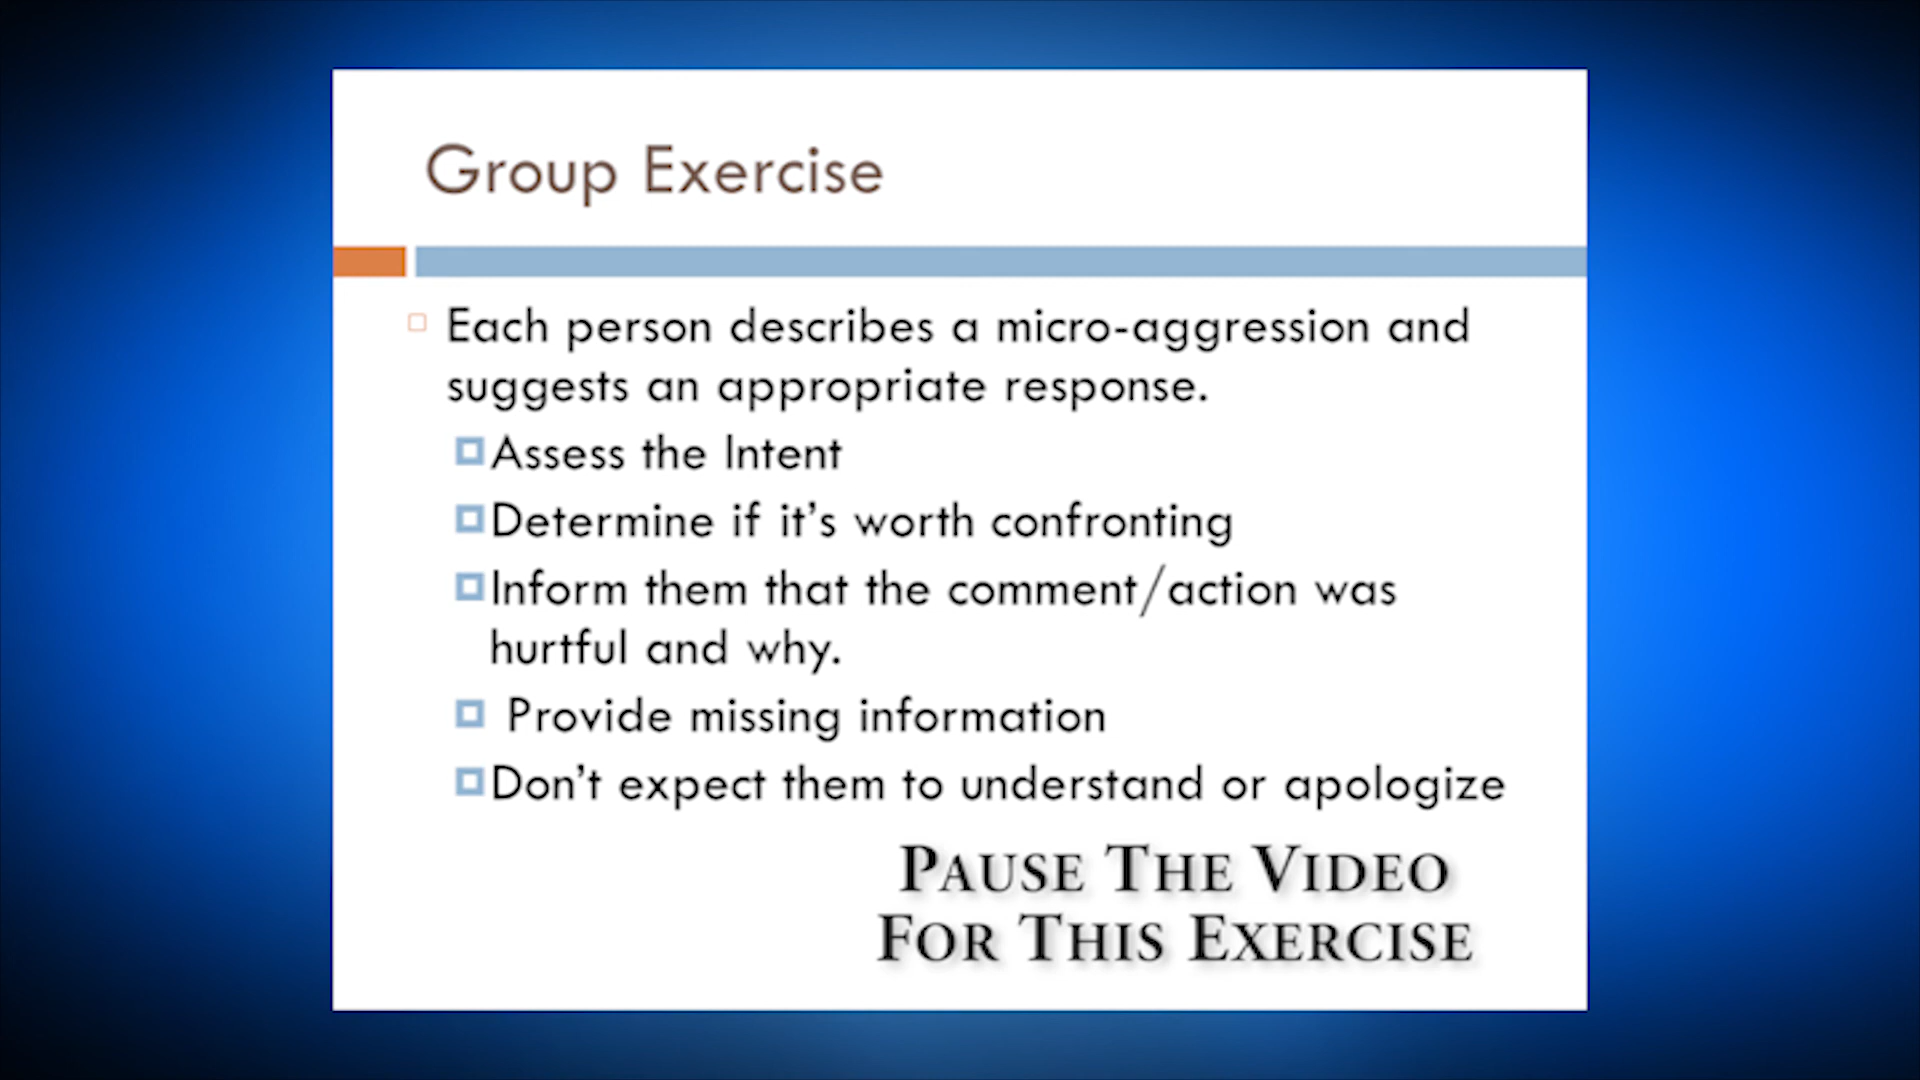 Group Exercise
Each person describes a micro-aggression and
suggests an appropriate response.
Assess the Intent
Determine if it's worth confronting
Inform them that the comment/action was
hurtful and why.
Provide missing information
Don't expect them to understand or apologize
PAUSE THE VIDEO
FOR THIS EXERCISE